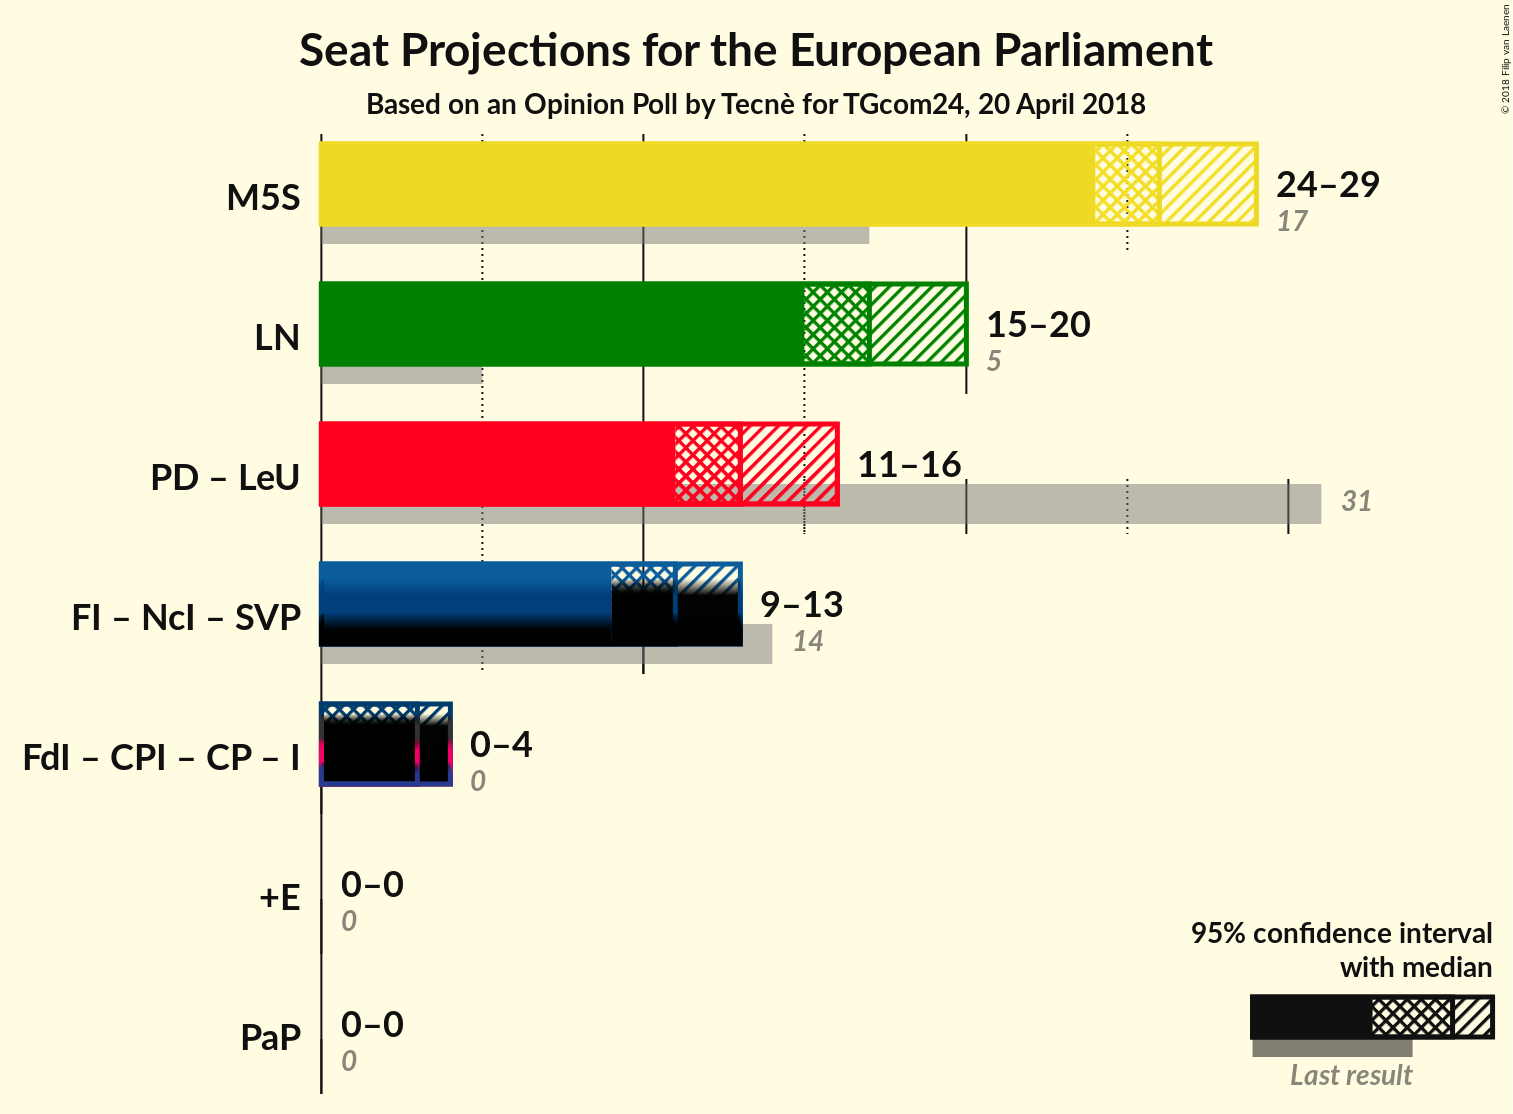 Seat Projections for the European Parliament
Based on an Opinion Poll by Tecnè for TGcom24, 20 April 2018
© 2018 Filip van Laenen
M5S
24–29
17
LN
15–20
5
PD – LeU
11–16
31
FI – NcI – SVP
9–13
14
FdI – CPI – CP – I
0–4
0
+E
0–0
0
PaP
0–0
0
95% confidence interval
with median
Last result